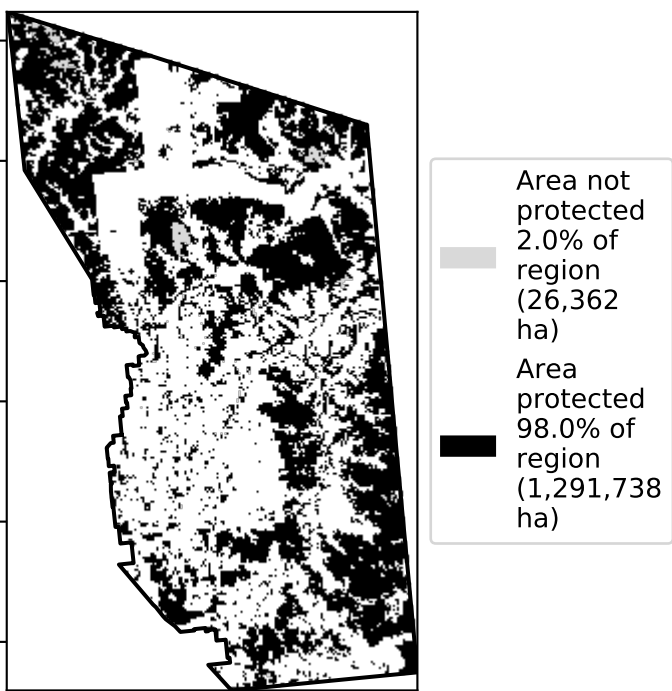 Area not
protected
2.0% of
region
(26,362
ha)
Area
protected
98.0% of
region
(1,291,738
ha)